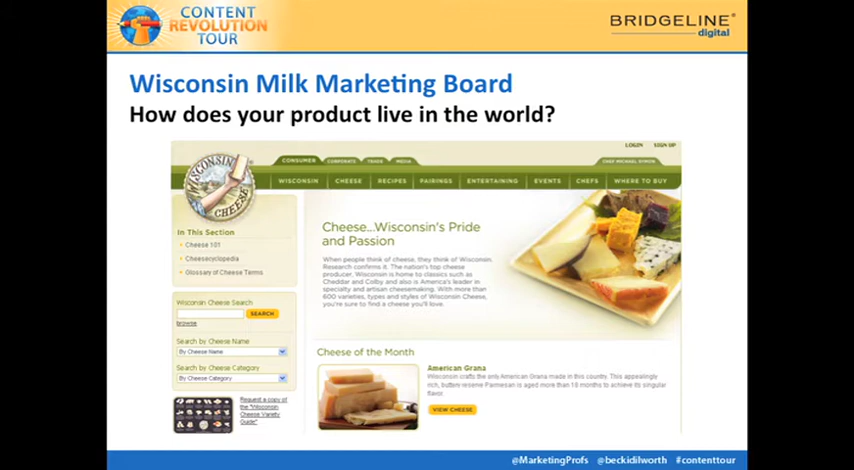 CONTENT
REVOLUTION
TOUR
BRIDGELINE
digital
Wisconsin Milk Marketing Board
How does your product live in the world?
LOGIN SIGN UP
CONSUMER CORPORATE TRADE MEDIA
CHEF MICHAEL SYMON
WISCONSIN CHEESE RECIPES PAIRINGS ENTERTAINING EVENTS CHEFS WHERE TO BUY
WISCONSIN
CHEESE
In This Section
Cheese 101
Cheesecyclopedia
Glossary of Cheese Terms
Cheese...Wisconsin's Pride
and Passion
When people think of cheese, they think of Wisconsin.
Research confirms it. The nation's top cheese
producer, Wisconsin is home to classics such as
Cheddar and Colby and also is America's leader in
specialty and artisan cheesemaking. With more than
600 varieties, types and styles of Wisconsin Cheese,
you're sure to find a cheese you'll love.
Wisconsin Cheese Search
SEARCH
Browse
Search by Cheese Name
By Cheese Name
Search by Cheese Category
By Cheese Category
Request a copy of
the "Wisconsin
Cheese Variety
Guide"
Cheese of the Month
American Grana
Wisconsin crafts the only American Grana made in this country. This appealingly
rich, buttery reserve Parmesan is aged more than 18 months to achieve its singular
flavor.
VIEW CHEESE
@MarketingProfs @beckidilworth #contenttour